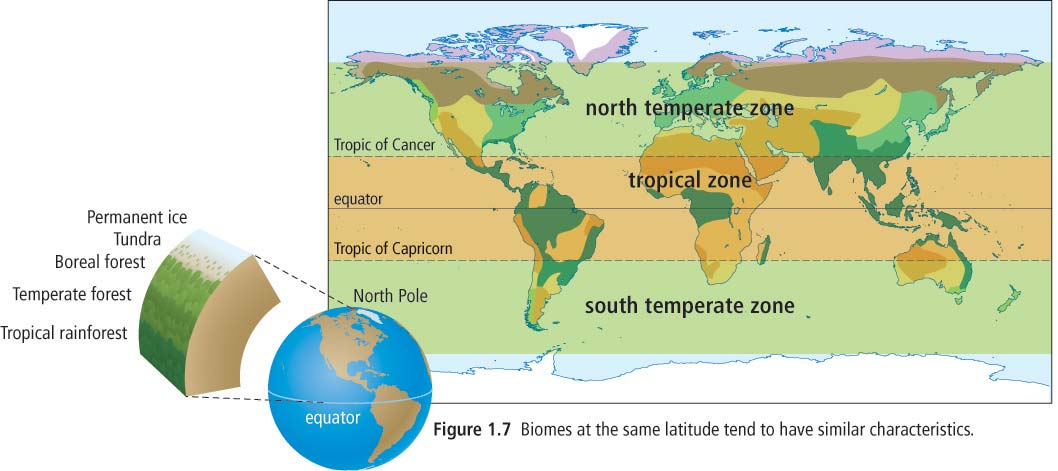 north temperate zone
Tropic of Cancer
tropical zone
equator
Tropic of Capricorn
south temperate zone
Permanent ice
Tundra
Boreal forest
Temperate forest
Tropical rainforest
North Pole
equator
Figure 1.7 Biomes at the same latitude tend to have similar characteristics.